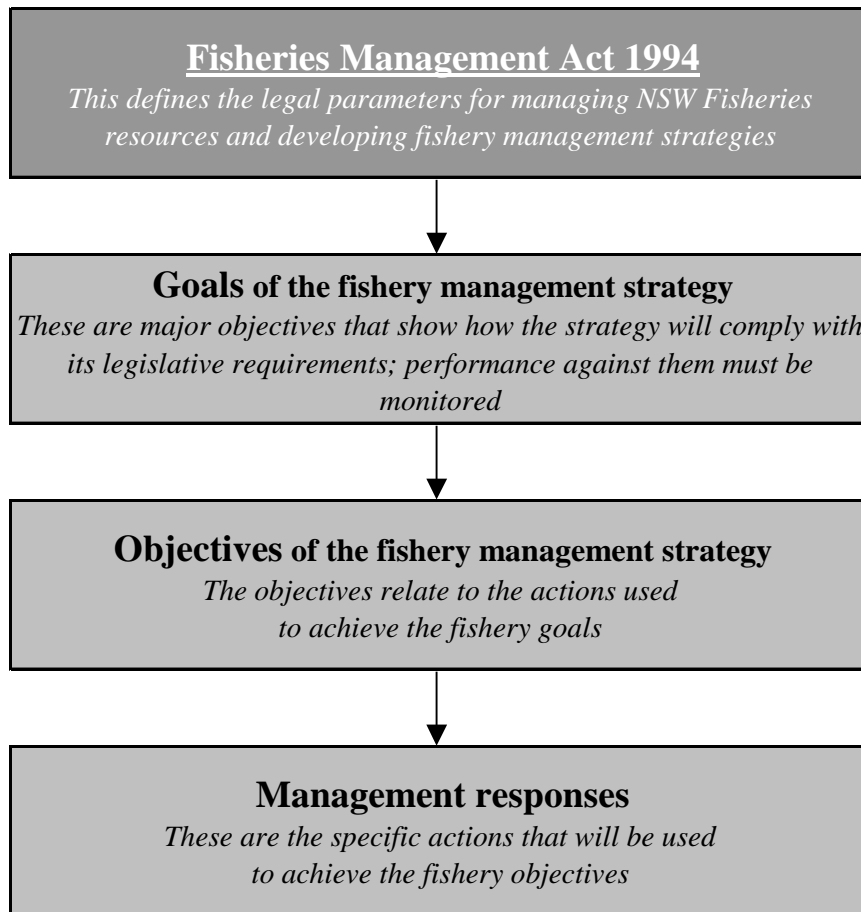 Fisheries Management Act 1994
This defines the legal parameters for managing NSW Fisheries
resources and developing fishery management strategies
Goals of the fishery management strategy
These are major objectives that show how the strategy will comply with
its legislative requirements; performance against them must be
monitored
Objectives of the fishery management strategy
The objectives relate to the actions used
to achieve the fishery goals
Management responses
These are the specific actions that will be used
to achieve the fishery objectives